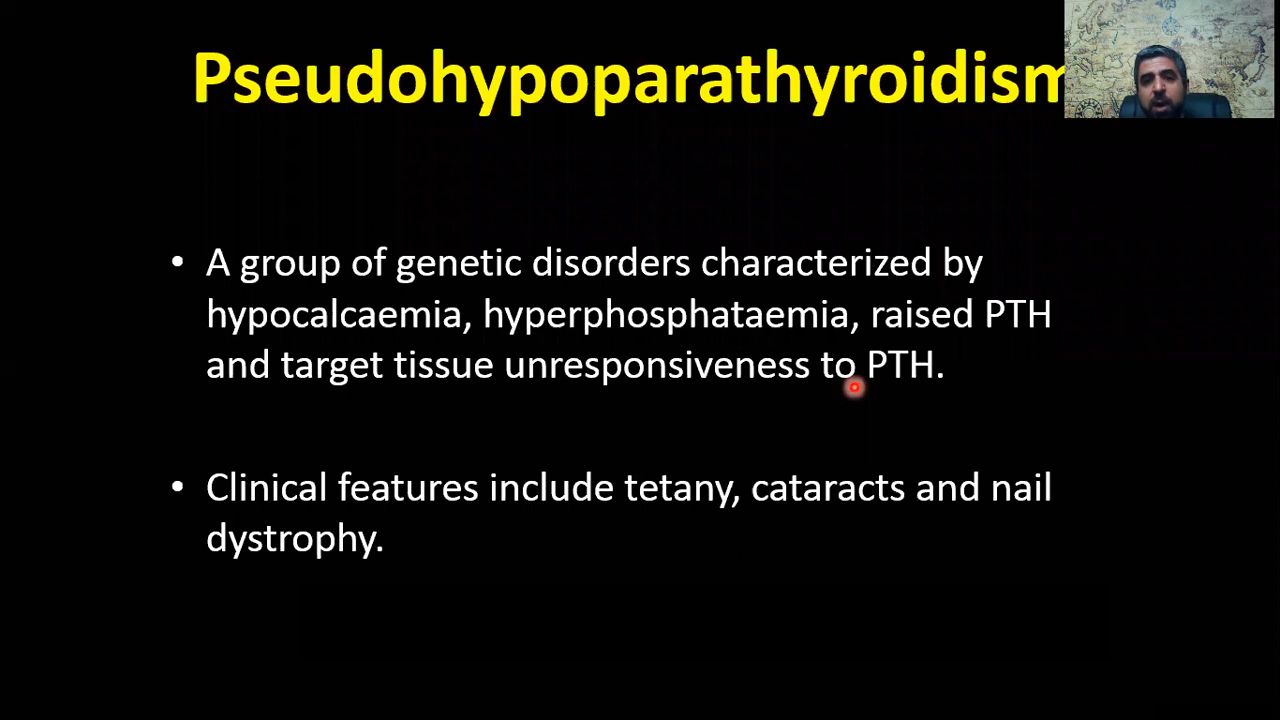 Pseudohypoparathyroidism
• A group of genetic disorders characterized by
hypocalcaemia, hyperphosphataemia, raised PTH
and target tissue unresponsiveness to PTH.
• Clinical features include tetany, cataracts and nail
dystrophy.